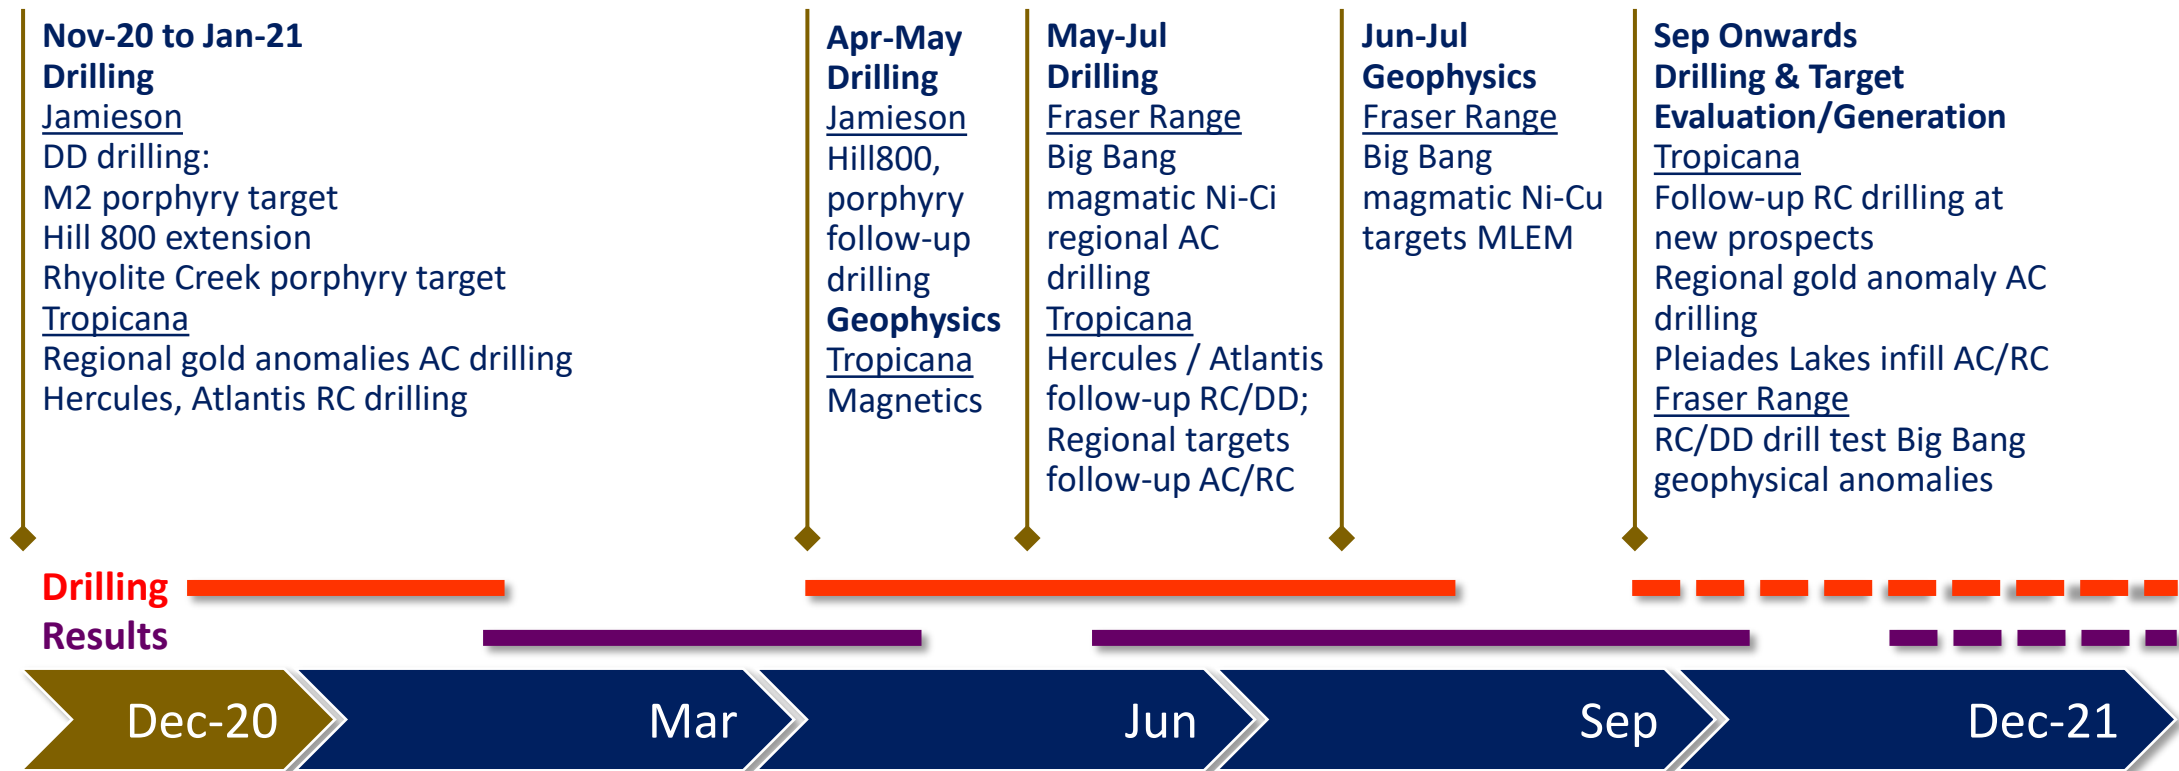 Nov-20 to Jan-21
Drilling
Jamieson
DD drilling:
M2 porphyry target
Hill 800 extension
Rhyolite Creek porphyry target
Tropicana
Regional gold anomalies AC drilling
Hercules, Atlantis RC drilling
Apr-May
Drilling
Jamieson
Hill800,
porphyry
follow-up
drilling
Geophysics
Tropicana
Magnetics
May-Jul
Drilling
Fraser Range
Big Bang
magmatic Ni-Ci
regional AC
drilling
Tropicana
Hercules / Atlantis
follow-up RC/DD;
Regional targets
follow-up AC/RC
Jun-Jul
Geophysics
Fraser Range
Big Bang
magmatic Ni-Cu
targets MLEM
Sep Onwards
Drilling & Target
Evaluation/Generation
Tropicana
Follow-up RC drilling at
new prospects
Regional gold anomaly AC
drilling
Pleiades Lakes infill AC/RC
Fraser Range
RC/DD drill test Big Bang
geophysical anomalies
Drilling
Results
Dec-20
Mar
Jun
Sep
Dec-21